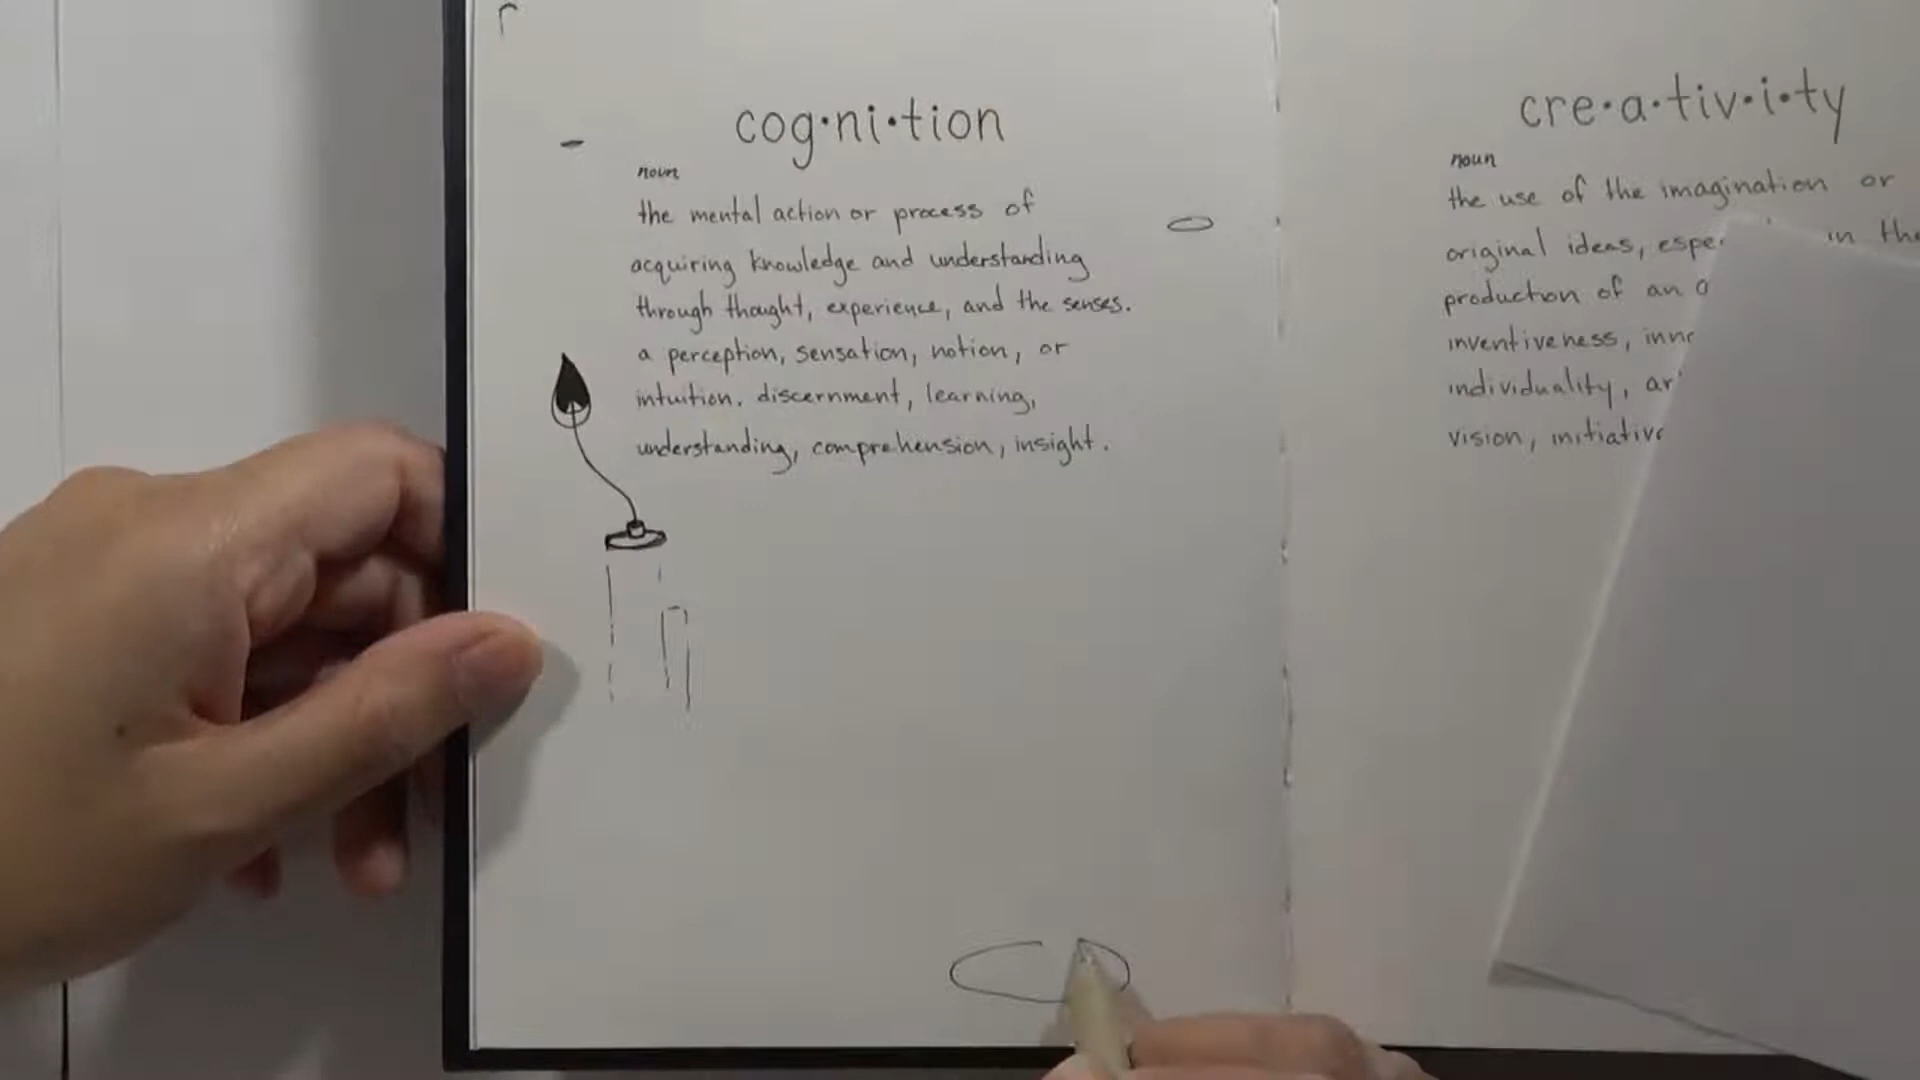 cog·ni·tion
noun
the mental action or process of
acquiring knowledge and understanding
through thought, experience, and the senses.
a perception, sensation, notion, or
intuition. discernment, learning,
understanding, comprehension, insight.
cre·a·tiv·i·ty
noun
the use of the imagination or
original ideas, in the
production of an
inventiveness,
individuality,
vision,